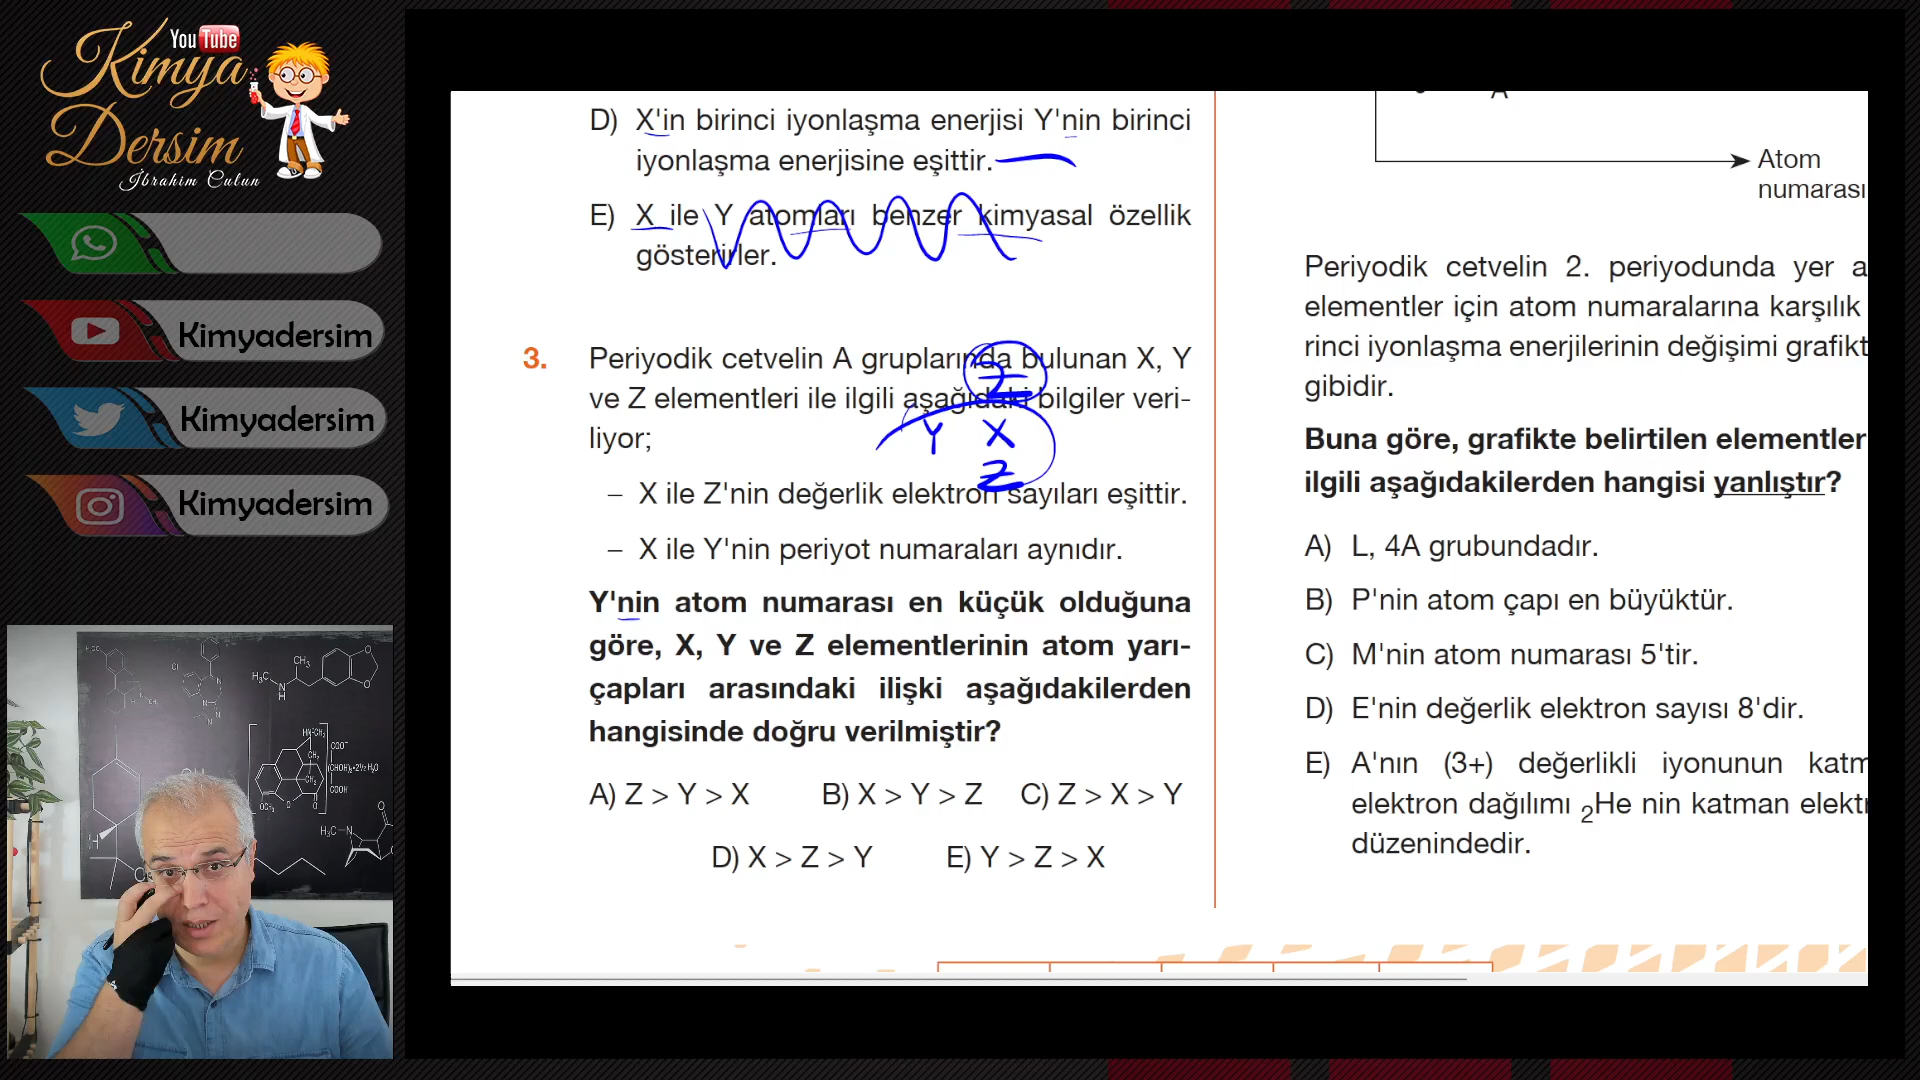 You Tube
Kimya
Dersim
İbrahim Culun
Kimyadersim
Kimyadersim
Kimyadersim
D) X'in birinci iyonlaşma enerjisi Y'nin birinci
iyonlaşma enerjisine eşittir.
E) X ile Y atomları benzer kimyasal özellik
gösterirler.
3. Periyodik cetvelin A gruplarında bulunan X, Y
ve Z elementleri ile ilgili aşağıdaki bilgiler veri-
liyor;
Z
Y X
Z
– X ile Z'nin değerlik elektron sayıları eşittir.
– X ile Y'nin periyot numaraları aynıdır.
Y'nin atom numarası en küçük olduğuna
göre, X, Y ve Z elementlerinin atom yarı-
çapları arasındaki ilişki aşağıdakilerden
hangisinde doğru verilmiştir?
A) Z > Y > X B) X > Y > Z C) Z > X > Y
D) X > Z > Y E) Y > Z > X
Atom
numarası
Periyodik cetvelin 2. periyodunda yer a
elementler için atom numaralarına karşılık
rinci iyonlaşma enerjilerinin değişimi grafikt
gibidir.
Buna göre, grafikte belirtilen elementler
ilgili aşağıdakilerden hangisi yanlıştır?
A) L, 4A grubundadır.
B) P'nin atom çapı en büyüktür.
C) M'nin atom numarası 5'tir.
D) E'nin değerlik elektron sayısı 8'dir.
E) A'nın (3+) değerlikli iyonunun katm
elektron dağılımı 2He nin katman elektr
düzenindedir.